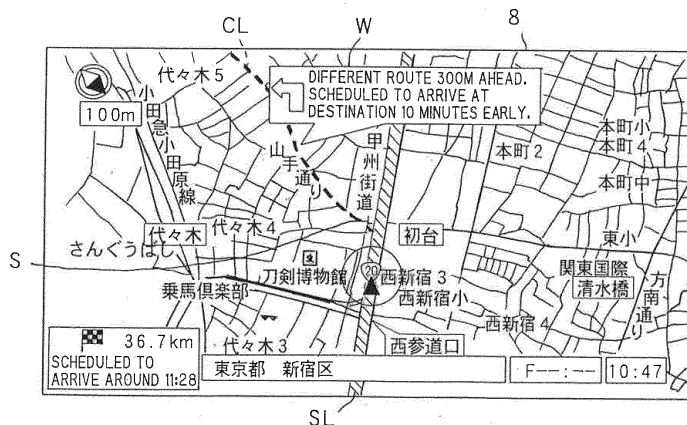 CL
W
8
代々木5
DIFFERENT ROUTE 300M AHEAD.
SCHEDULED TO ARRIVE AT
DESTINATION 10 MINUTES EARLY.
100m
小田急小田原線
山手通り
甲州街道
本町2
本町小
本町4
本町中
代々木
代々木4
さんぐうばし
初台
東小
S
乗馬倶楽部
刀剣博物館
20
西新宿3
西新宿小
関東国際
清水橋
方南通り
西新宿4
代々木3
西参道口
36.7km
SCHEDULED TO
ARRIVE AROUND 11:28
東京都 新宿区
F--:--
10:47
SL